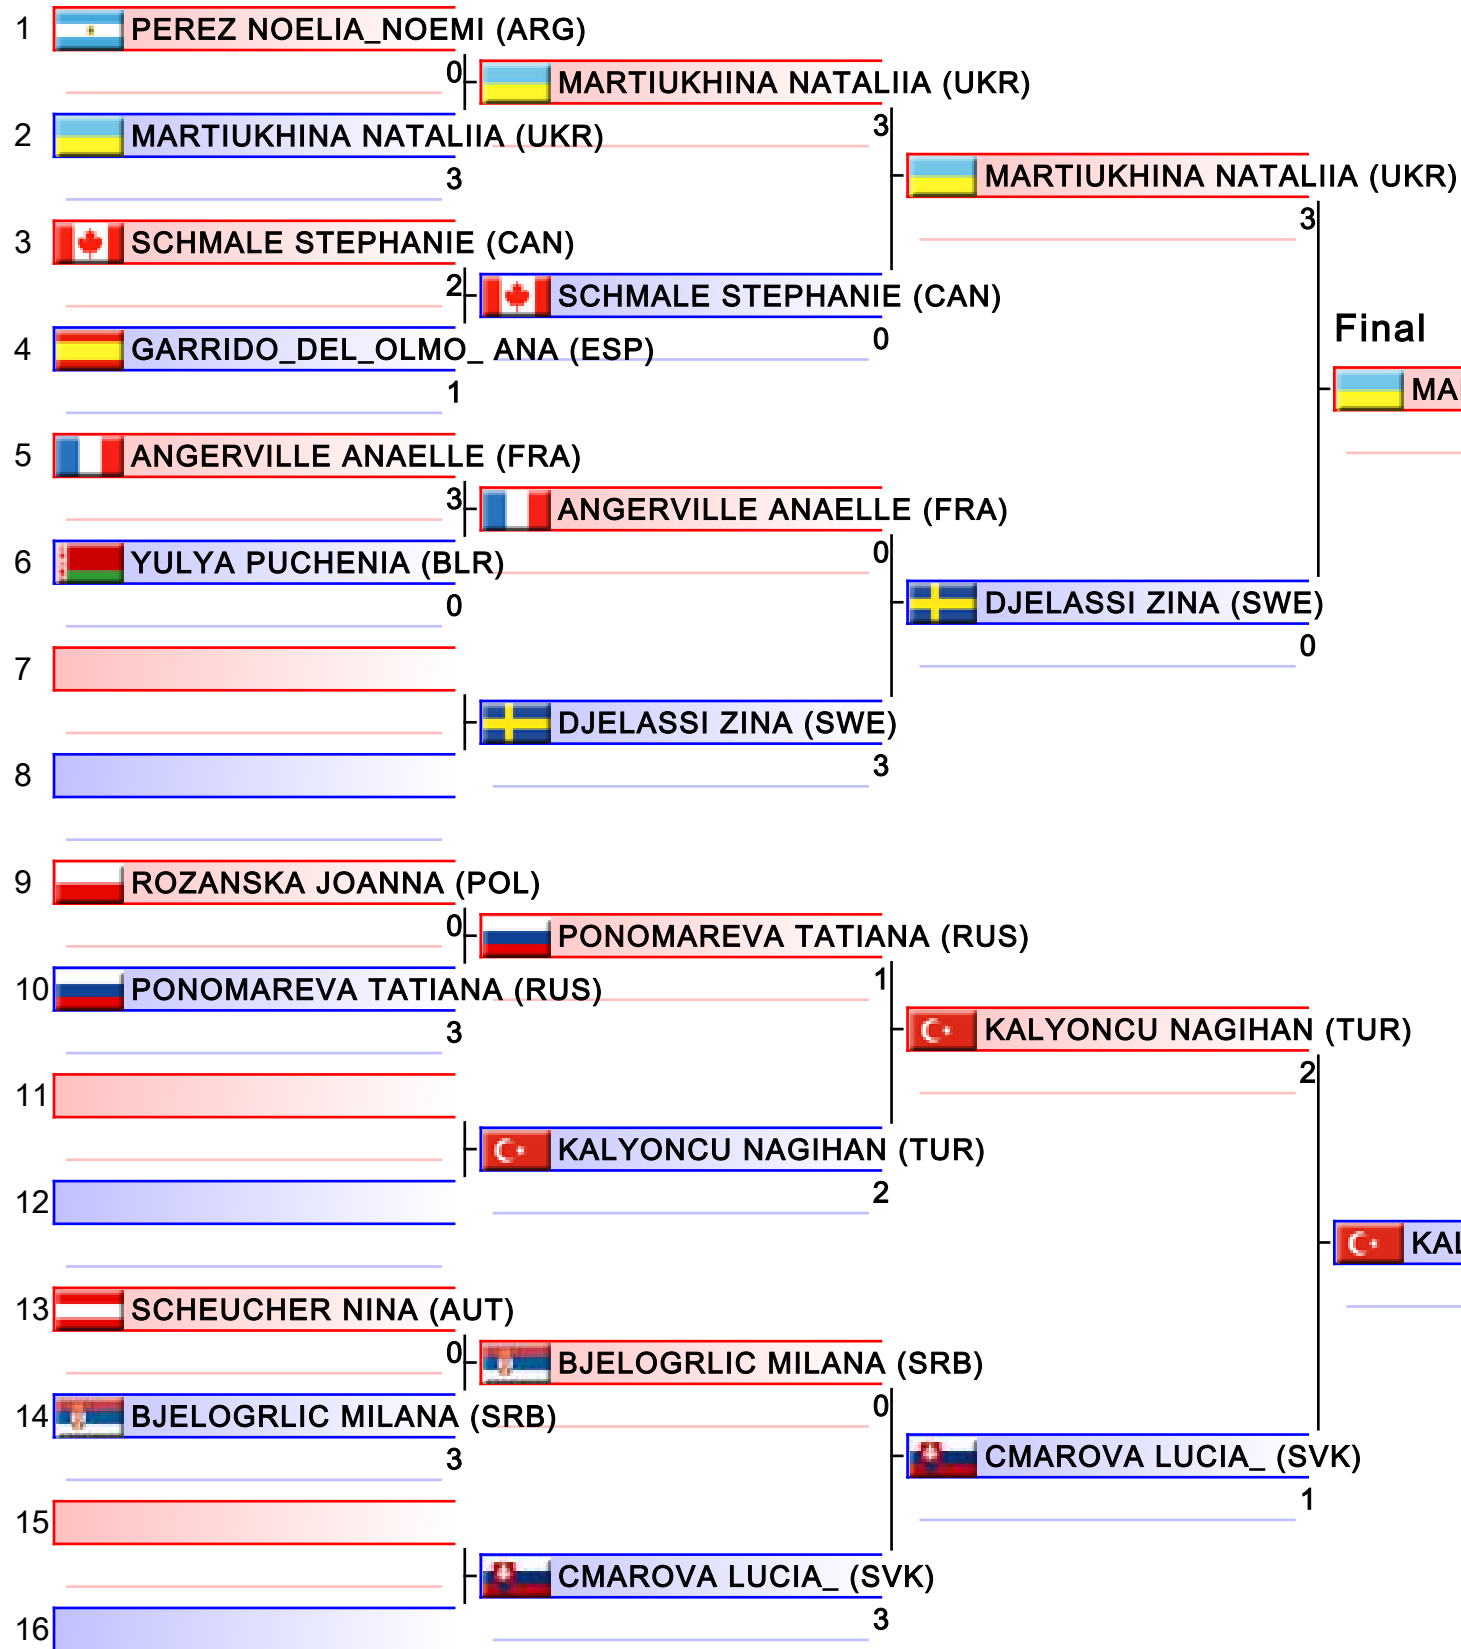 1 PEREZ NOELIA_NOEMI (ARG)
0
MARTIUKHINA NATALIIA (UKR)
3
2 MARTIUKHINA NATALIIA (UKR)
3
MARTIUKHINA NATALIIA (UKR)
3
3 SCHMALE STEPHANIE (CAN)
2
SCHMALE STEPHANIE (CAN)
0
4 GARRIDO_DEL_OLMO_ ANA (ESP)
1
Final
MA
5 ANGERVILLE ANAELLE (FRA)
3
ANGERVILLE ANAELLE (FRA)
0
6 YULYA PUCHENIA (BLR)
0
DJELASSI ZINA (SWE)
0
7
DJELASSI ZINA (SWE)
3
8
9 ROZANSKA JOANNA (POL)
0
PONOMAREVA TATIANA (RUS)
1
10 PONOMAREVA TATIANA (RUS)
3
KALYONCU NAGIHAN (TUR)
2
11
KALYONCU NAGIHAN (TUR)
2
12
KAL
13 SCHEUCHER NINA (AUT)
0
BJELOGRLIC MILANA (SRB)
0
14 BJELOGRLIC MILANA (SRB)
3
CMAROVA LUCIA_ (SVK)
1
15
CMAROVA LUCIA_ (SVK)
3
16